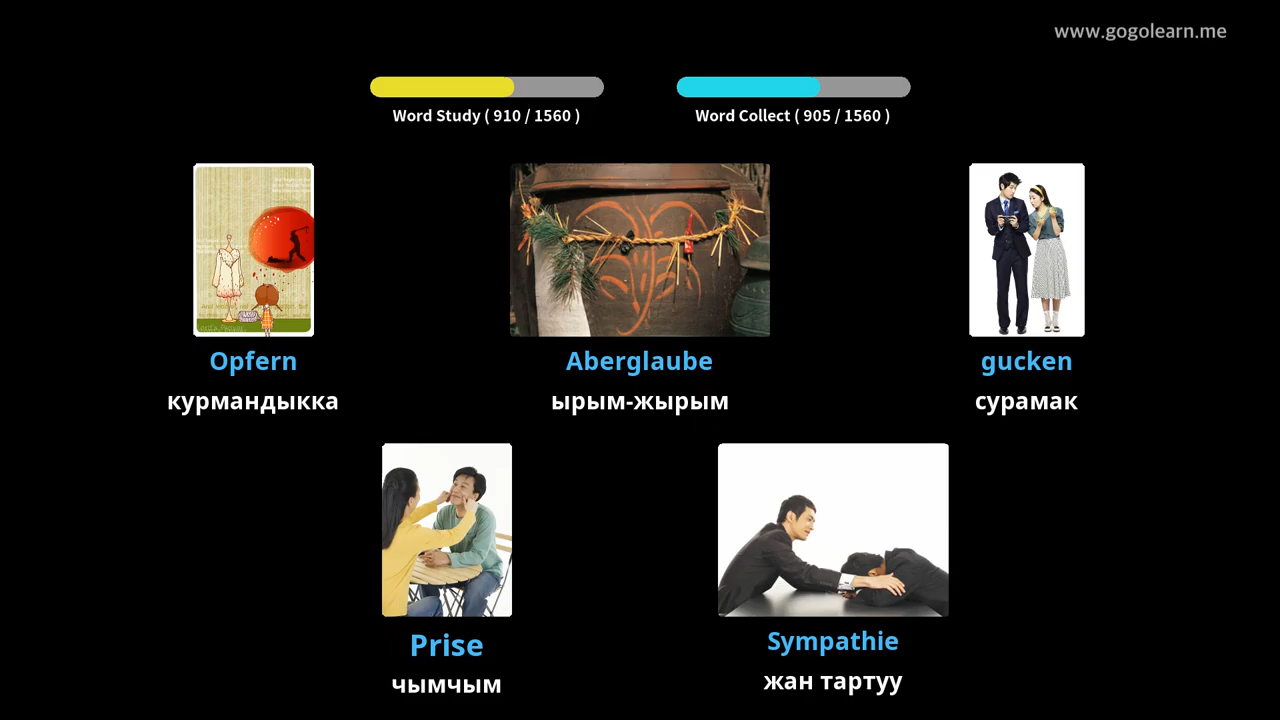 www.gogolearn.me
Word Study ( 910 / 1560 )
Word Collect ( 905 / 1560 )
Opfern
курмандыкка
Aberglaube
ырым-жырым
gucken
сурамак
Prise
чымчым
Sympathie
жан тартуу